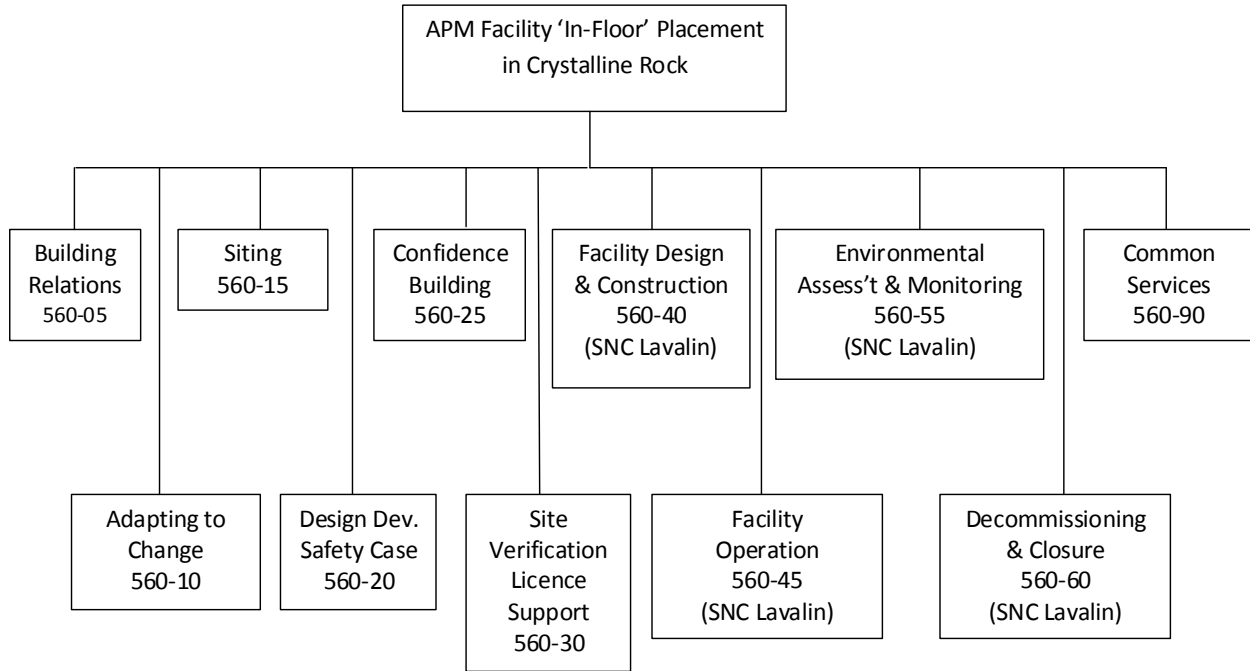 APM Facility ‘In-Floor’ Placement
in Crystalline Rock
Building
Relations
560-05
Siting
560-15
Confidence
Building
560-25
Facility Design
& Construction
560-40
(SNC Lavalin)
Environmental
Assess’t & Monitoring
560-55
(SNC Lavalin)
Common
Services
560-90
Adapting to
Change
560-10
Design Dev.
Safety Case
560-20
Site
Verification
Licence
Support
560-30
Facility
Operation
560-45
(SNC Lavalin)
Decommissioning
& Closure
560-60
(SNC Lavalin)